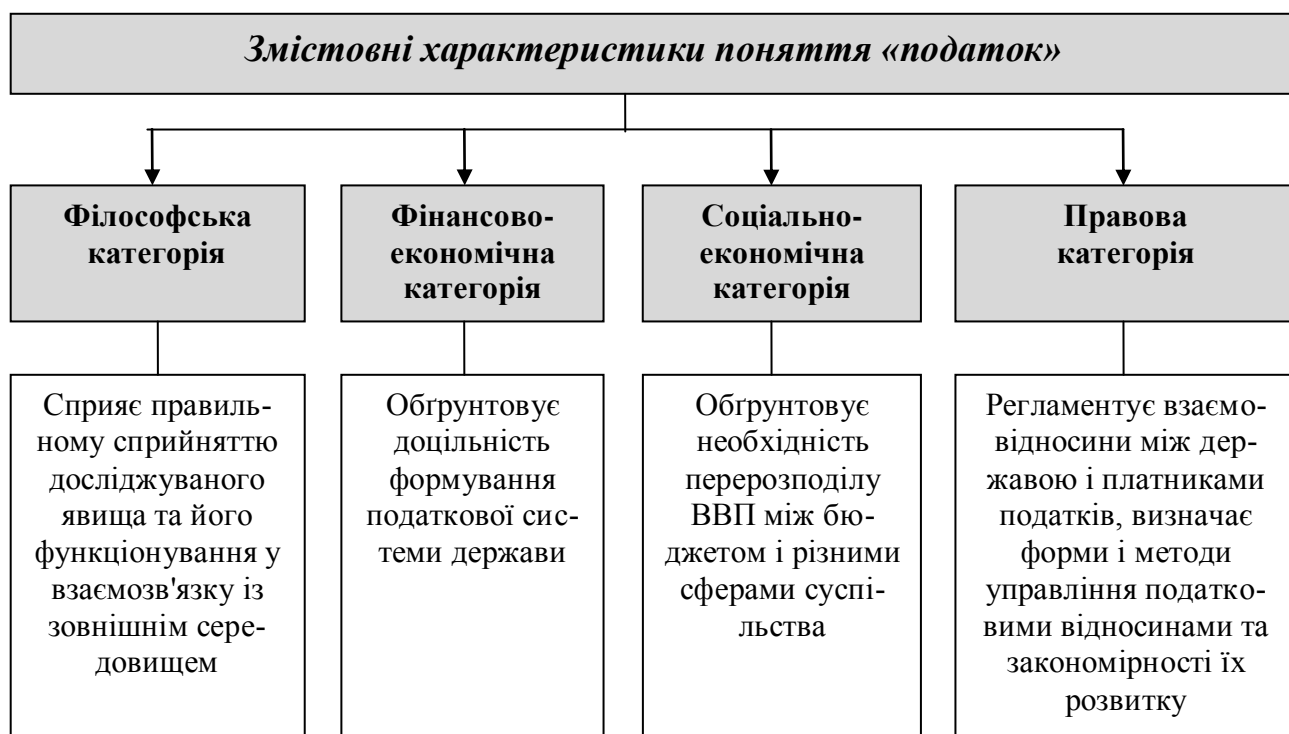 Змістовні характеристики поняття «податок»
Філософська
категорія
Фінансово-
економічна
категорія
Соціально-
економічна
категорія
Правова
категорія
Сприяє правиль-
ному сприйняттю
досліджуваного
явища та його
функціонування у
взаємозв'язку із
зовнішнім сере-
довищем
Обґрунтовує
доцільність
формування
податкової сис-
теми держави
Обґрунтовує
необхідність
перерозподілу
ВВП між бю-
джетом і різними
сферами суспі-
льства
Регламентує взаємо-
відносини між дер-
жавою і платниками
податків, визначає
форми і методи
управління податко-
вими відносинами та
закономірності їх
розвитку